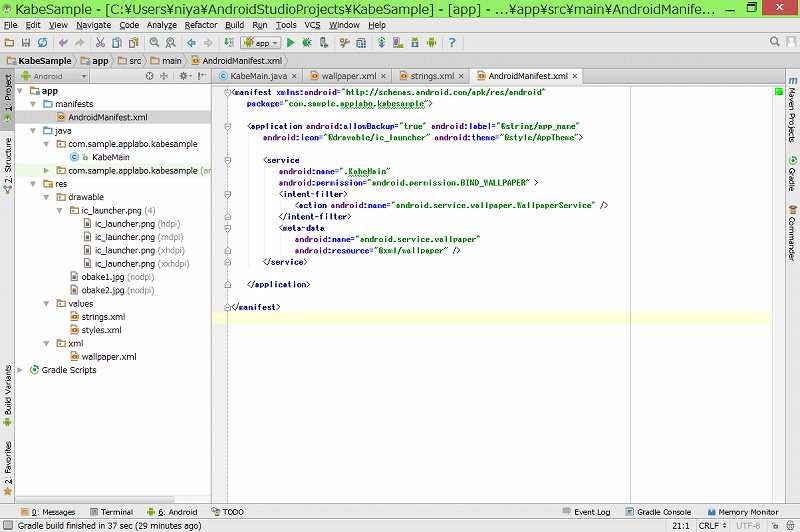 KabeSample - [C:¥Users¥niya¥AndroidStudioProjects¥KabeSample] - [app] - ...¥app¥src¥main¥AndroidManife...
File Edit View Navigate Code Analyze Refactor Build Run Tools VCS Window Help
app
KabeSample app src main AndroidManifest.xml
Android
KabeMain.java wallpaper.xml strings.xml AndroidManifest.xml
1: Project
2: Structure
Build Variants
2: Favorites
app
manifests
AndroidManifest.xml
java
com.sample.applabo.kabesample
KabeMain
com.sample.applabo.kabesample (an
res
drawable
ic_launcher.png (4)
ic_launcher.png (hdpi)
ic_launcher.png (mdpi)
ic_launcher.png (xhdpi)
ic_launcher.png (xxhdpi)
obake1.jpg (nodpi)
obake2.jpg (nodpi)
values
strings.xml
styles.xml
xml
wallpaper.xml
Gradle Scripts
<manifest xmlns:android="http://schemas.android.com/apk/res/android"
package="com.sample.applabo.kabesample">
<application android:allowBackup="true" android:label="@string/app_name"
android:icon="@drawable/ic_launcher" android:theme="@style/AppTheme">
<service
android:name=".KabeMain"
android:permission="android.permission.BIND_WALLPAPER" >
<intent-filter>
<action android:name="android.service.wallpaper.WallpaperService" />
</intent-filter>
<meta-data
android:name="android.service.wallpaper"
android:resource="@xml/wallpaper" />
</service>
</application>
</manifest>
m Maven Projects
Gradle
Commander
0: Messages Terminal 6: Android TODO Event Log Gradle Console Memory Monitor
Gradle build finished in 37 sec (29 minutes ago) 21:1 CRLF UTF-8